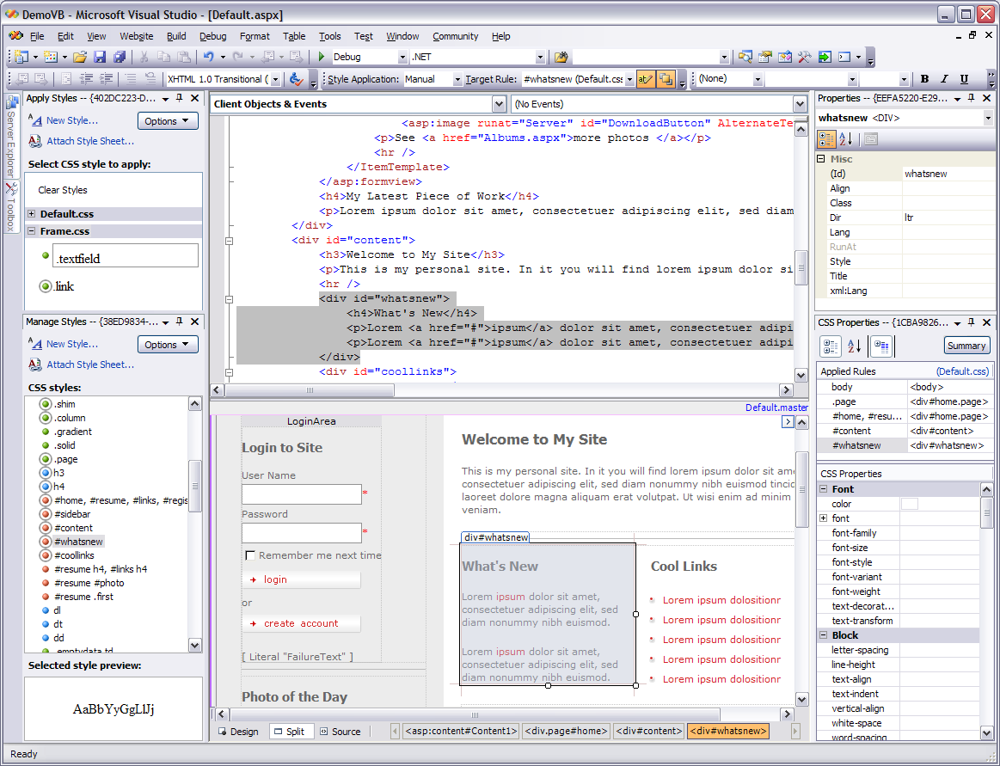 DemoVB - Microsoft Visual Studio - [Default.aspx]
File Edit View Website Build Debug Format Table Tools Test Window Community Help
Debug .NET
XHTML 1.0 Transitional ( Style Application: Manual Target Rule: #whatsnew (Default.css: (None) B I U
Server Explorer
Toolbox
Apply Styles -- {402DC223-D...
New Style... Options
Attach Style Sheet...
Select CSS style to apply:
Clear Styles
Default.css
Frame.css
.textfield
.link
Manage Styles -- {38ED9834-...
New Style... Options
Attach Style Sheet...
CSS styles:
.shim
.column
.gradient
.solid
.page
h3
h4
#home, #resume, #links, #regis
#sidebar
#content
#whatsnew
#coollinks
#resume h4, #links h4
#resume #photo
#resume .first
dl
dt
dd
.emptydata td
Selected style preview:
AaBbYyGgLlJj
Client Objects & Events (No Events)
<asp:image runat="Server" id="DownloadButton" AlternateTe
<p>See <a href="Albums.aspx">more photos </a></p>
<hr />
</ItemTemplate>
</asp:formview>
<h4>My Latest Piece of Work</h4>
<p>Lorem ipsum dolor sit amet, consectetuer adipiscing elit, sed diam
</div>
<div id="content">
<h3>Welcome to My Site</h3>
<p>This is my personal site. In it you will find lorem ipsum dolor si
<hr />
<div id="whatsnew">
<h4>What's New</h4>
<p>Lorem <a href="#">ipsum</a> dolor sit amet, consectetuer adipi
<p>Lorem <a href="#">ipsum</a> dolor sit amet, consectetuer adipi
</div>
<div id="coollinks">
Default.master
LoginArea
Login to Site
User Name
*
Password
*
Remember me next time
login
or
create account
[ Literal "FailureText" ]
Photo of the Day
Welcome to My Site
This is my personal site. In it you will find lorem ipsum dolor sit ame
consectetuer adipiscing elit, sed diam nonummy nibh euismod tincid
laoreet dolore magna aliquam erat volutpat. Ut wisi enim ad minim
veniam.
div#whatsnew
What's New
Lorem ipsum dolor sit amet,
consectetuer adipiscing elit, sed
diam nonummy nibh euismod.
Lorem ipsum dolor sit amet,
consectetuer adipiscing elit, sed
diam nonummy nibh euismod.
Cool Links
Lorem ipsum dolositionr
Lorem ipsum dolositionr
Lorem ipsum dolositionr
Lorem ipsum dolositionr
Lorem ipsum dolositionr
Design Split Source <asp:content#Content1> <div.page#home> <div#content> <div#whatsnew>
Properties -- {EEFA5220-E29...
whatsnew <DIV>
Misc
(Id) whatsnew
Align
Class
Dir ltr
Lang
RunAt
Style
Title
xml:Lang
CSS Properties -- {1CBA9826...
Summary
Applied Rules (Default.css)
body <body>
.page <div#home.page>
#home, #resu... <div#home.page>
#content <div#content>
#whatsnew <div#whatsnew>
CSS Properties
Font
color
font
font-family
font-size
font-style
font-variant
font-weight
text-decorat...
text-transform
Block
letter-spacing
line-height
text-align
text-indent
vertical-align
white-space
word-spacing
Ready